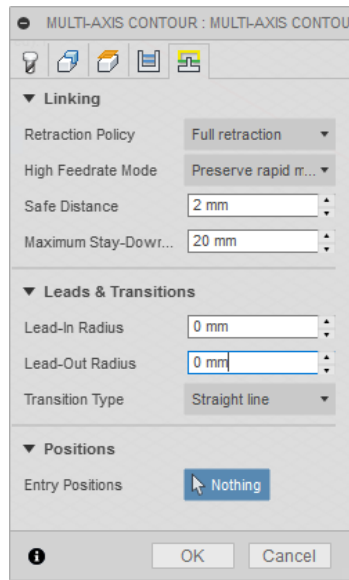 MULTI-AXIS CONTOUR : MULTI-AXIS CONTOU
Linking
Retraction Policy Full retraction
High Feedrate Mode Preserve rapid m...
Safe Distance 2 mm
Maximum Stay-Dowr... 20 mm
Leads & Transitions
Lead-In Radius 0 mm
Lead-Out Radius 0 mm
Transition Type Straight line
Positions
Entry Positions Nothing
OK Cancel